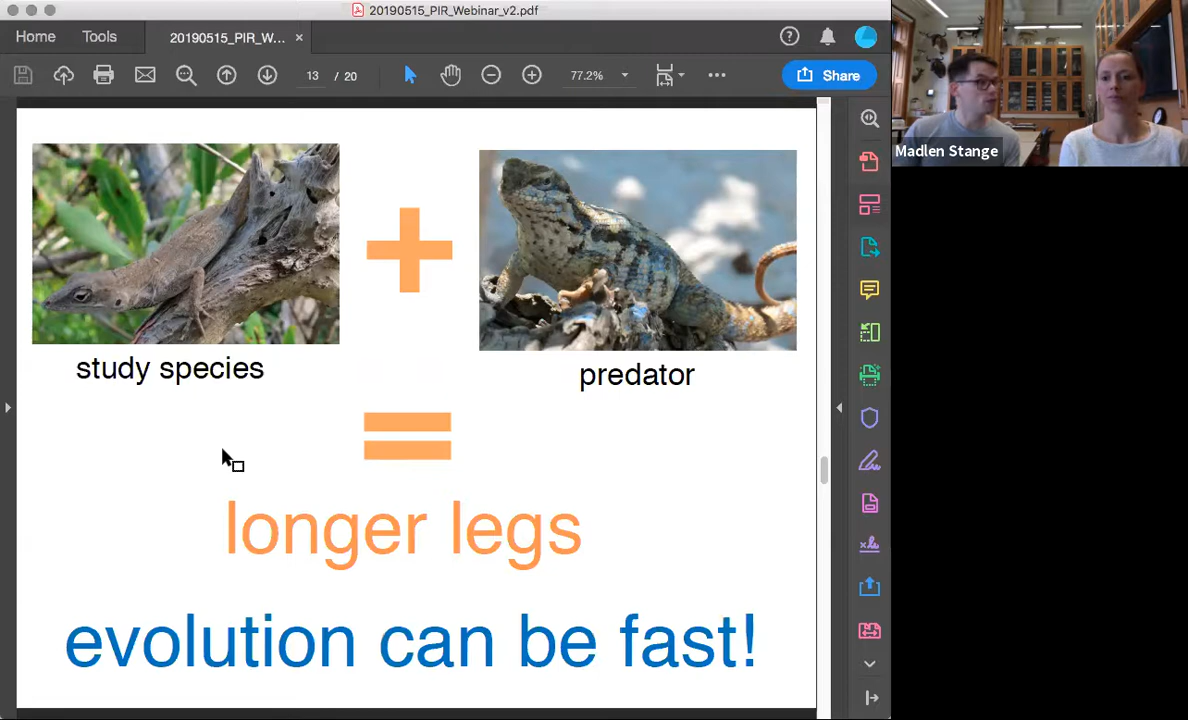 20190515_PIR_Webinar_v2.pdf
Home Tools 20190515_PIR_W... ×
13 / 20 77.2% Share
Madlen Stange
study species
predator
longer legs
evolution can be fast!